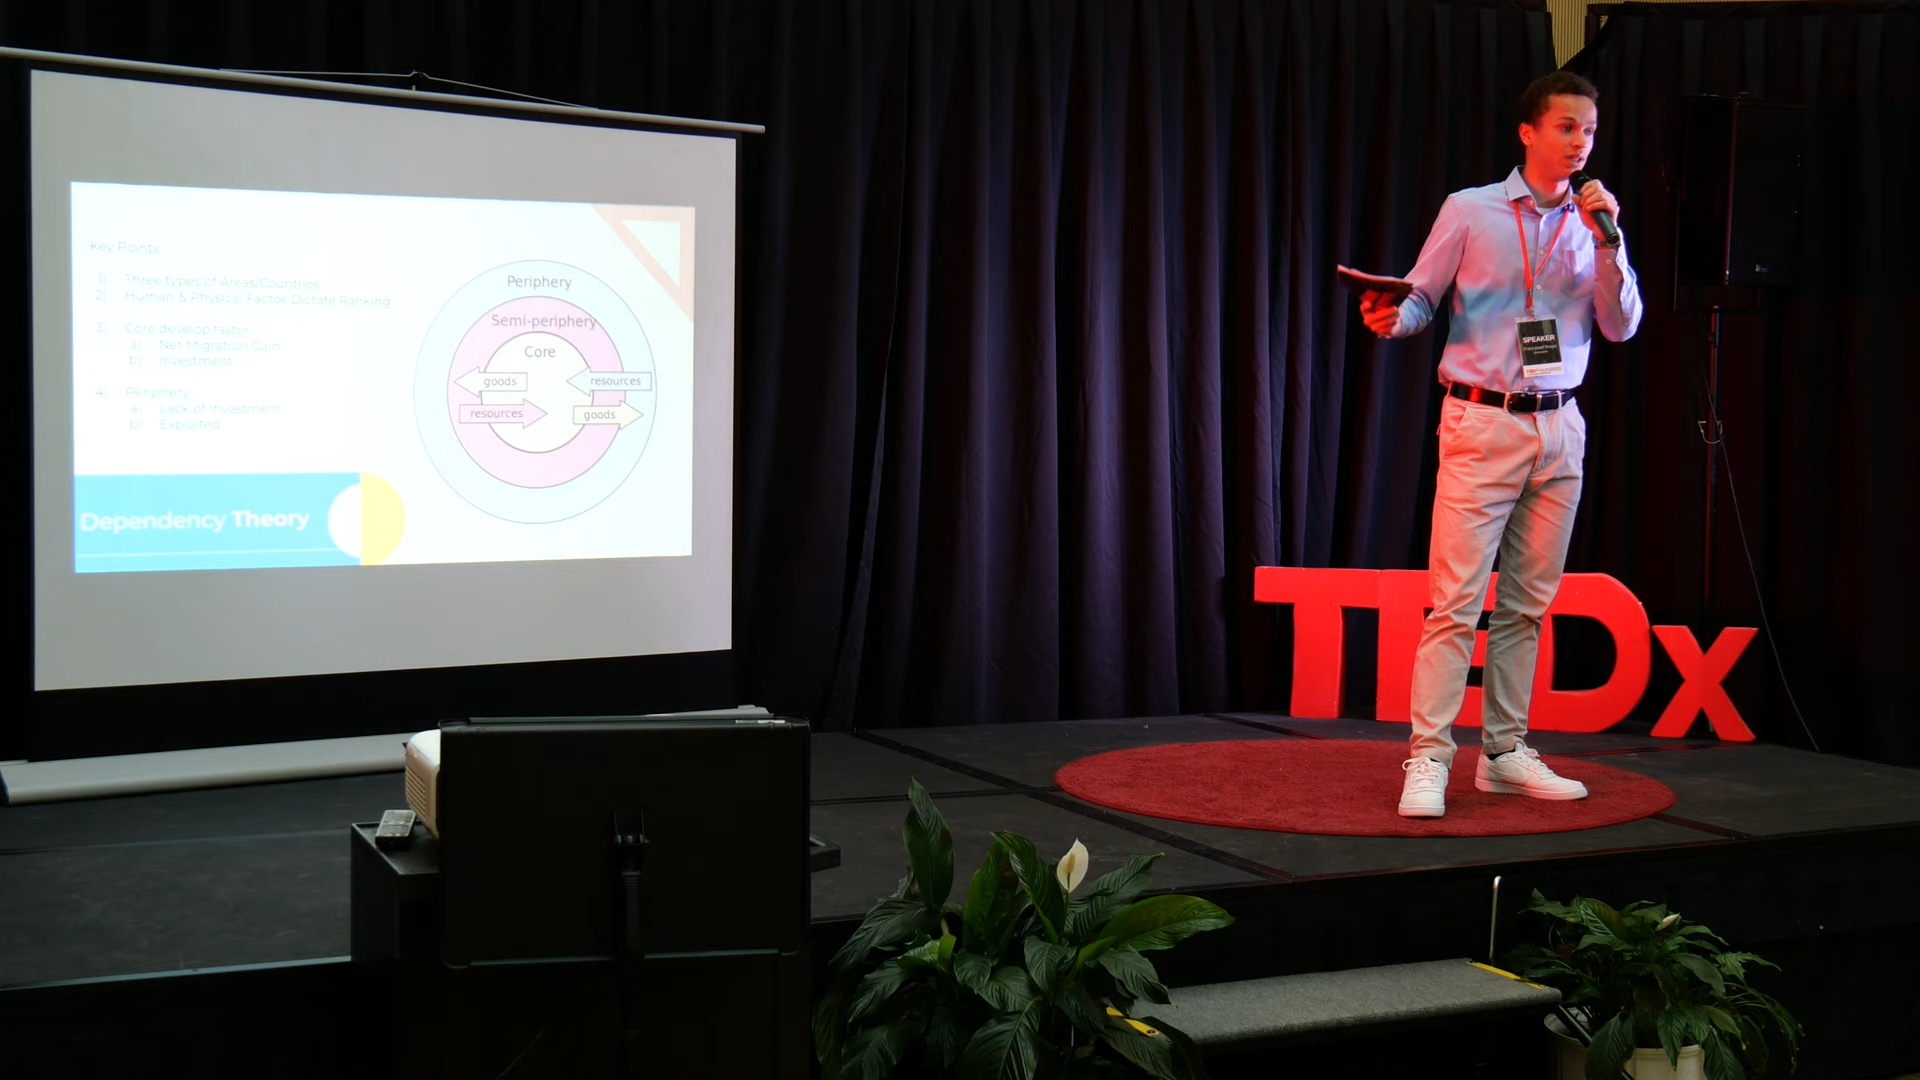 Key Points:
1) Three types of Areas/Countries
2) Human & Physical Factos Dictate Ranking
3) Core develop faster
a) Net Migration Gain
b) Investment
4) Periphery
a) Lack of Investment
b) Exploited
Dependency Theory
Periphery
Semi-periphery
Core
goods
resources
resources
goods
SPEAKER
TEDx